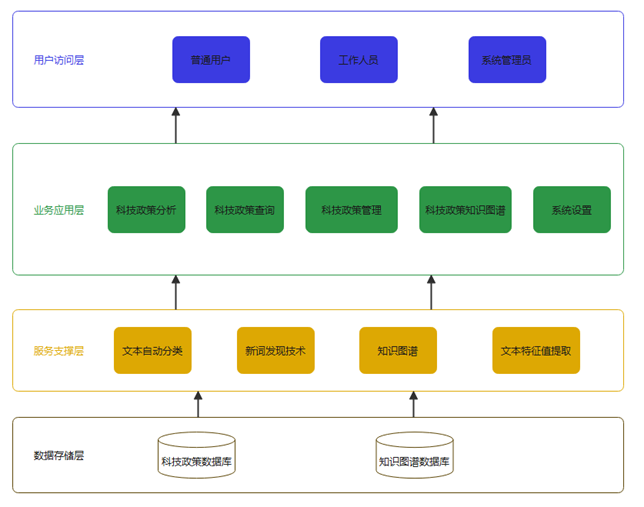 用户访问层
普通用户
工作人员
系统管理员
业务应用层
科技政策分析
科技政策查询
科技政策管理
科技政策知识图谱
系统设置
服务支撑层
文本自动分类
新词发现技术
知识图谱
文本特征值提取
数据存储层
科技政策数据库
知识图谱数据库